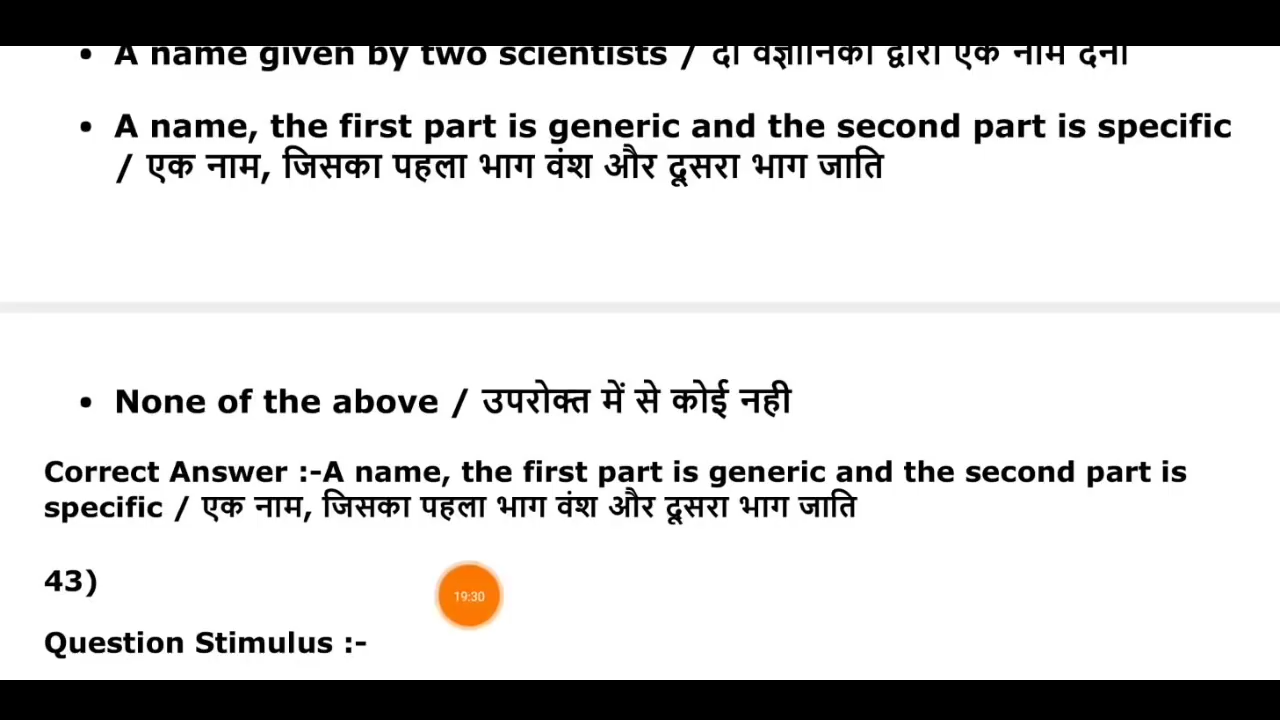 • A name given by two scientists / दो वैज्ञानिकों द्वारा एक नाम देना
• A name, the first part is generic and the second part is specific
/ एक नाम, जिसका पहला भाग वंश और दूसरा भाग जाति
• None of the above / उपरोक्त में से कोई नही
Correct Answer :-A name, the first part is generic and the second part is
specific / एक नाम, जिसका पहला भाग वंश और दूसरा भाग जाति
43)
19:30
Question Stimulus :-